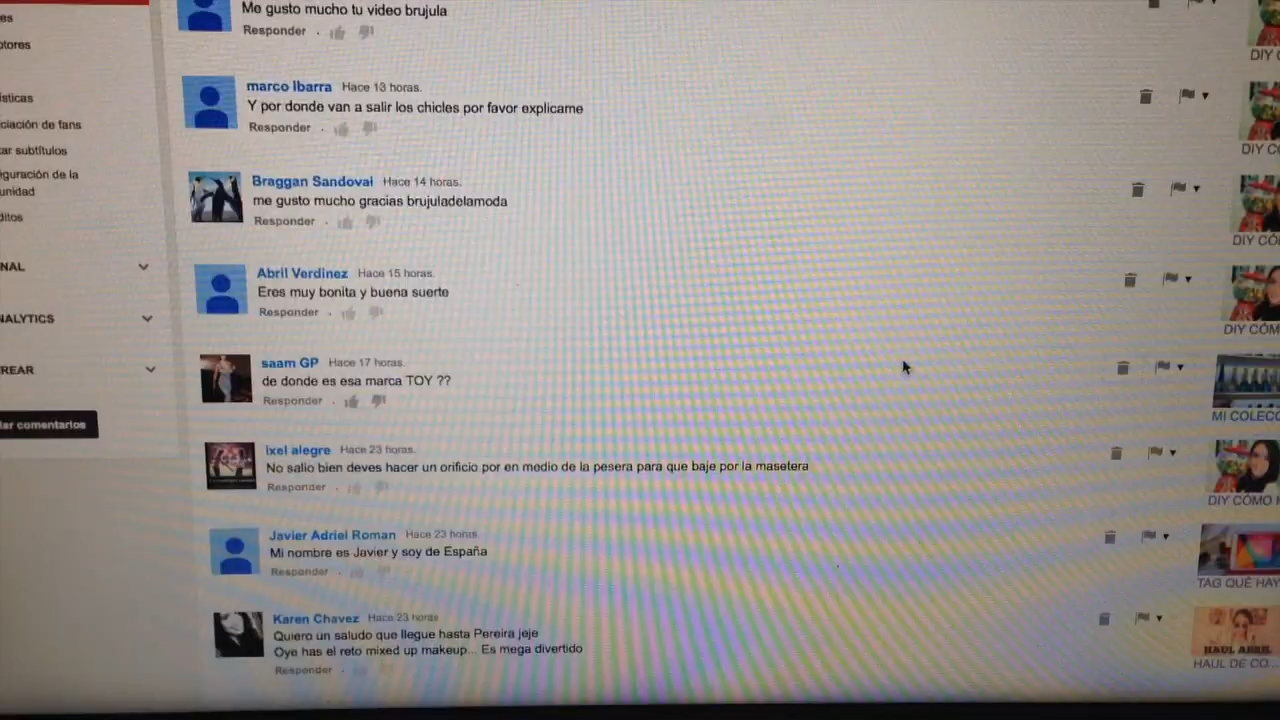 Me gusto mucho tu video brujula
Responder
DIY
marco Ibarra Hace 13 horas.
Y por donde van a salir los chicles por favor explicame
Responder
DIY
Braggan Sandoval Hace 14 horas.
me gusto mucho gracias brujuladelamoda
Responder
DIY
Abril Verdinez Hace 15 horas.
Eres muy bonita y buena suerte
Responder
DIY CÓM
saam GP Hace 17 horas.
de donde es esa marca TOY ??
Responder
MI COLEC
Ixel alegre Hace 23 horas.
No salio bien deves hacer un orificio por en medio de la pesera para que baje por la masetera
Responder
DIY CÓMO
Javier Adriel Roman Hace 23 horas.
Mi nombre es Javier y soy de España
Responder
TAG QUÉ HAY
Karen Chavez Hace 23 horas
Quiero un saludo que llegue hasta Pereira jeje
Oye has el reto mixed up makeup... Es mega divertido
Responder
HAUL ABRIL
HAUL DE CO...
es
ptores
ísticas
ciación de fans
ar subtítulos
iguración de la
unidad
ditos
NAL
NALYTICS
REAR
ar comentarios